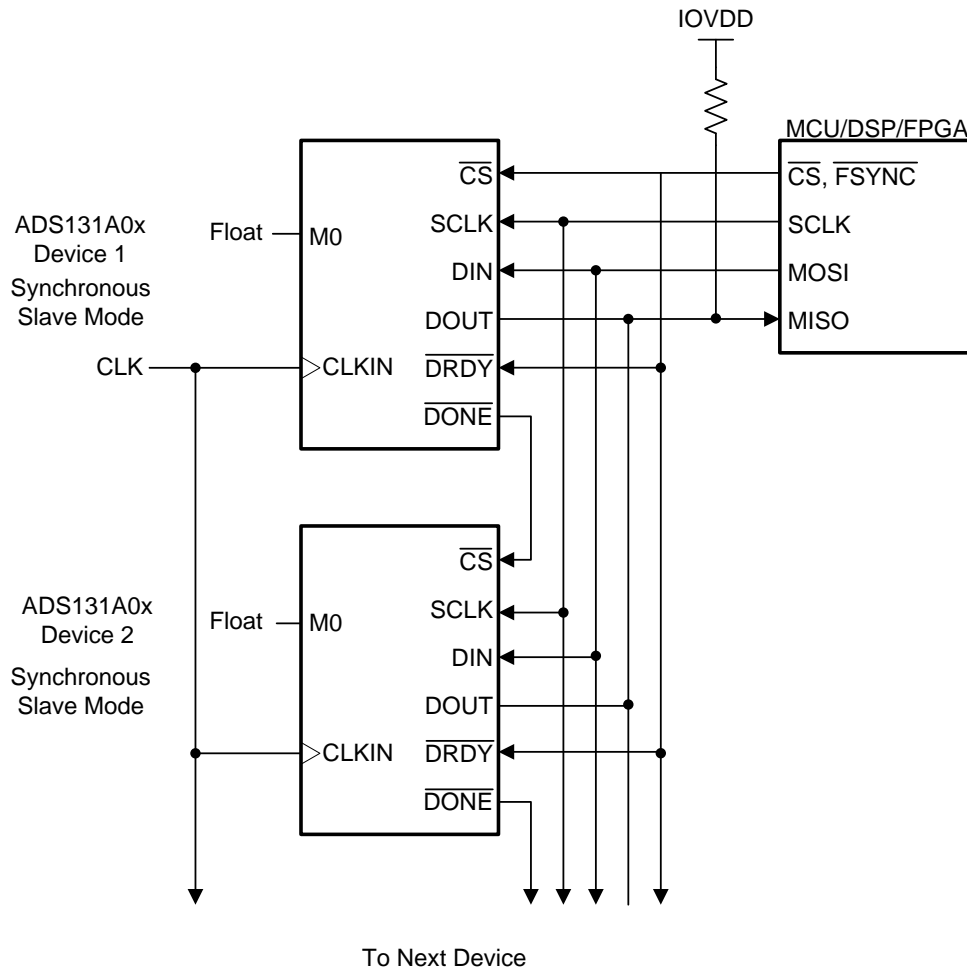 IOVDD
MCU/DSP/FPGA
CS, FSYNC
SCLK
MOSI
MISO
ADS131A0x
Device 1
Synchronous
Slave Mode
CLK
Float
M0
CLKIN
CS
SCLK
DIN
DOUT
DRDY
DONE
ADS131A0x
Device 2
Synchronous
Slave Mode
Float
M0
CLKIN
CS
SCLK
DIN
DOUT
DRDY
DONE
To Next Device